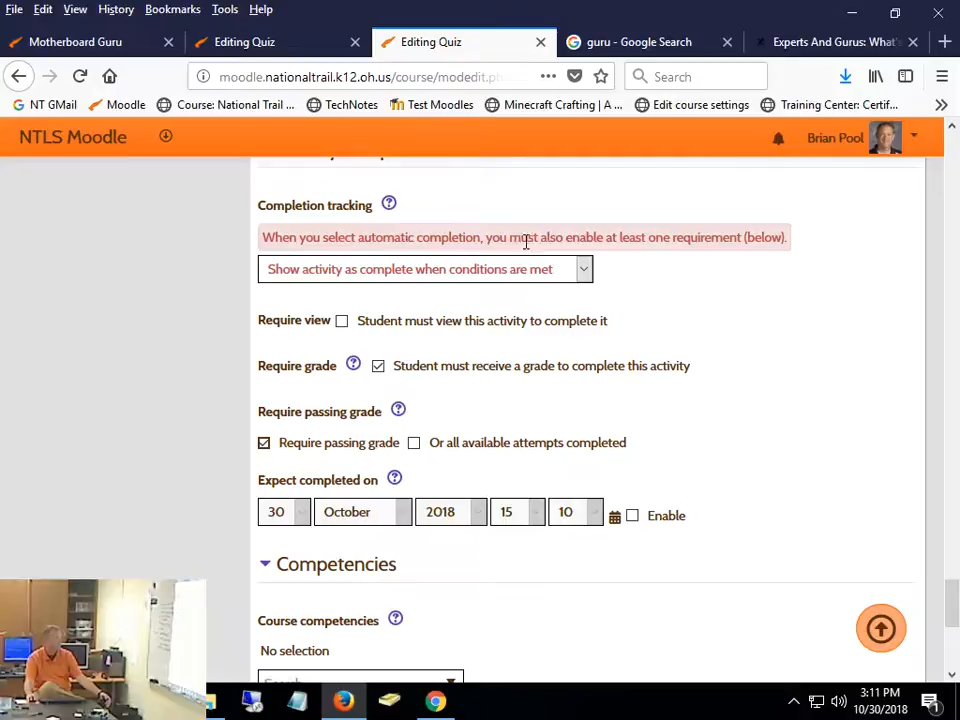 File Edit View History Bookmarks Tools Help
Motherboard Guru
Editing Quiz
Editing Quiz
guru - Google Search
Experts And Gurus: What's
moodle.nationaltrail.k12.oh.us/course/modedit.p
Search
NT GMail
Moodle
Course: National Trail ...
TechNotes
Test Moodles
Minecraft Crafting | A ...
Edit course settings
Training Center: Certif...
NTLS Moodle
Brian Pool
Completion tracking
When you select automatic completion, you must also enable at least one requirement (below).
Show activity as complete when conditions are met
Require view Student must view this activity to complete it
Require grade Student must receive a grade to complete this activity
Require passing grade
Require passing grade Or all available attempts completed
Expect completed on
30 October 2018 15 10 Enable
Competencies
Course competencies
No selection
3:11 PM
10/30/2018
1